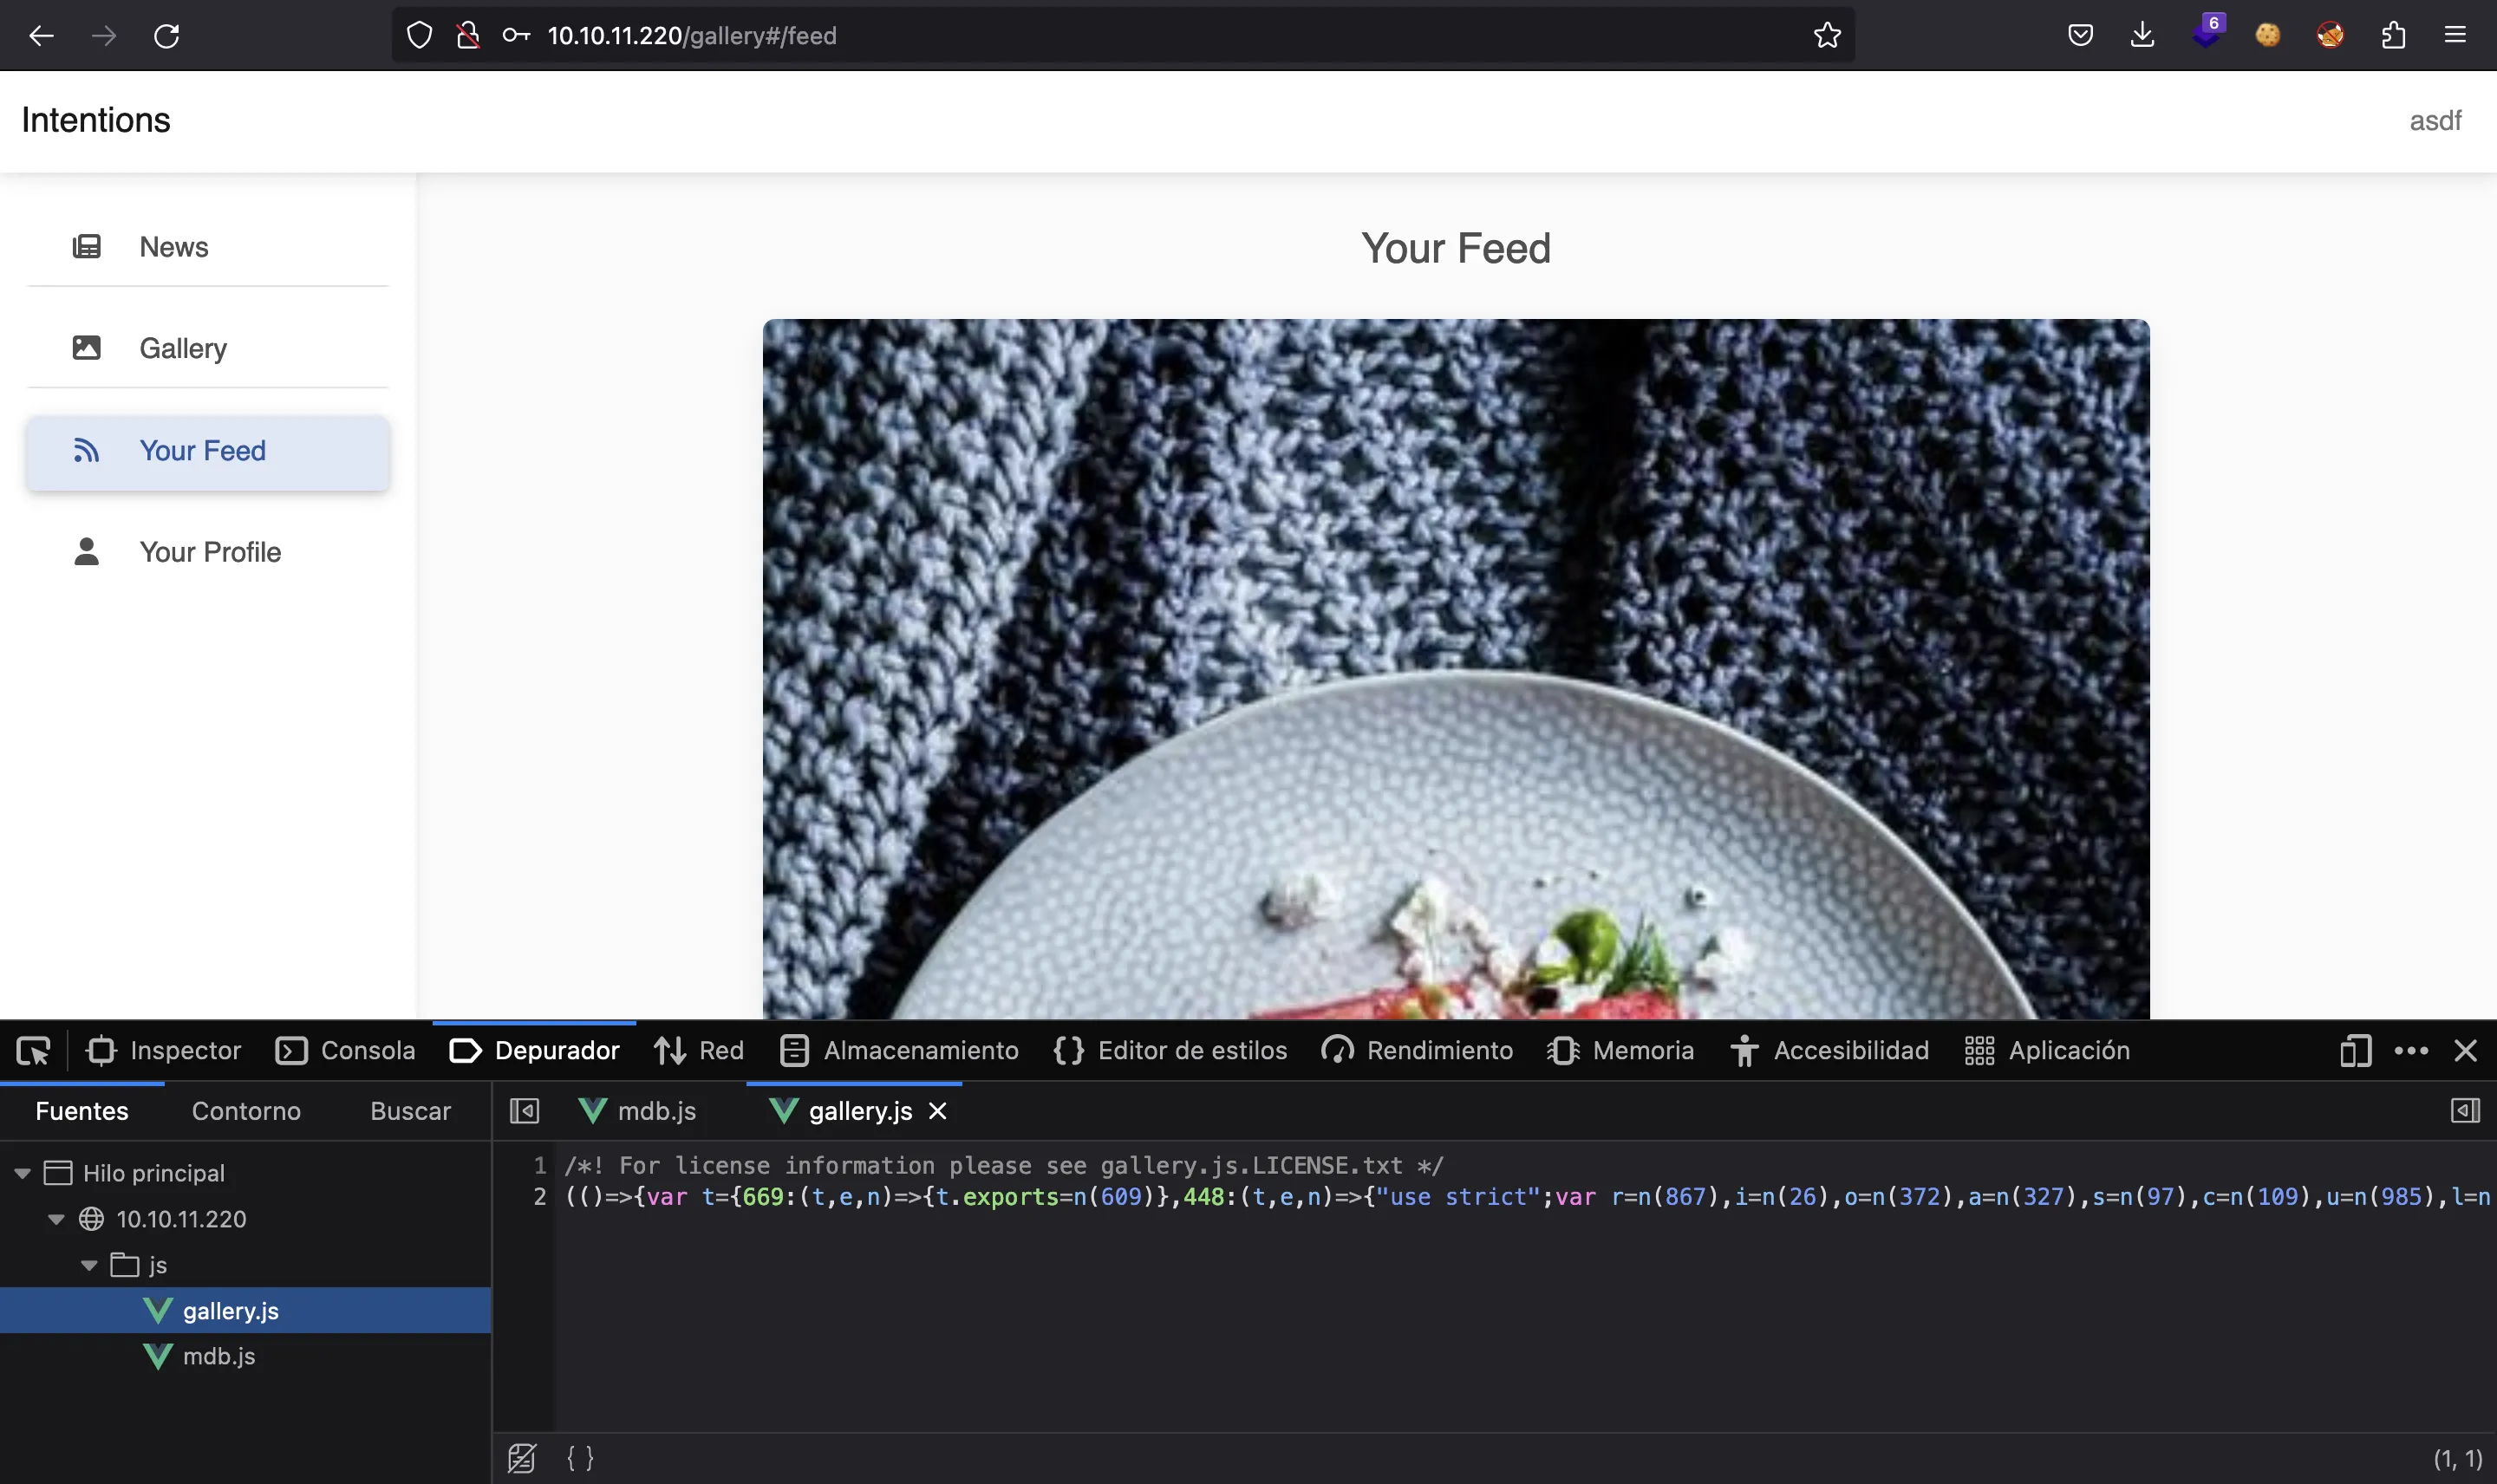 6
10.10.11.220/gallery#/feed
Intentions
asdf
News
Gallery
Your Feed
Your Profile
Your Feed
Inspector
Consola
Depurador
Red
Almacenamiento
Editor de estilos
Rendimiento
Memoria
Accesibilidad
Aplicación
Fuentes
Contorno
Buscar
mdb.js
gallery.js
Hilo principal
10.10.11.220
js
gallery.js
mdb.js
1 /*! For license information please see gallery.js.LICENSE.txt */
2 (()=>{var t={669:(t,e,n)=>{t.exports=n(609)},448:(t,e,n)=>{"use strict";var r=n(867),i=n(26),o=n(372),a=n(327),s=n(97),c=n(109),u=n(985),l=n
{ }
(1, 1)